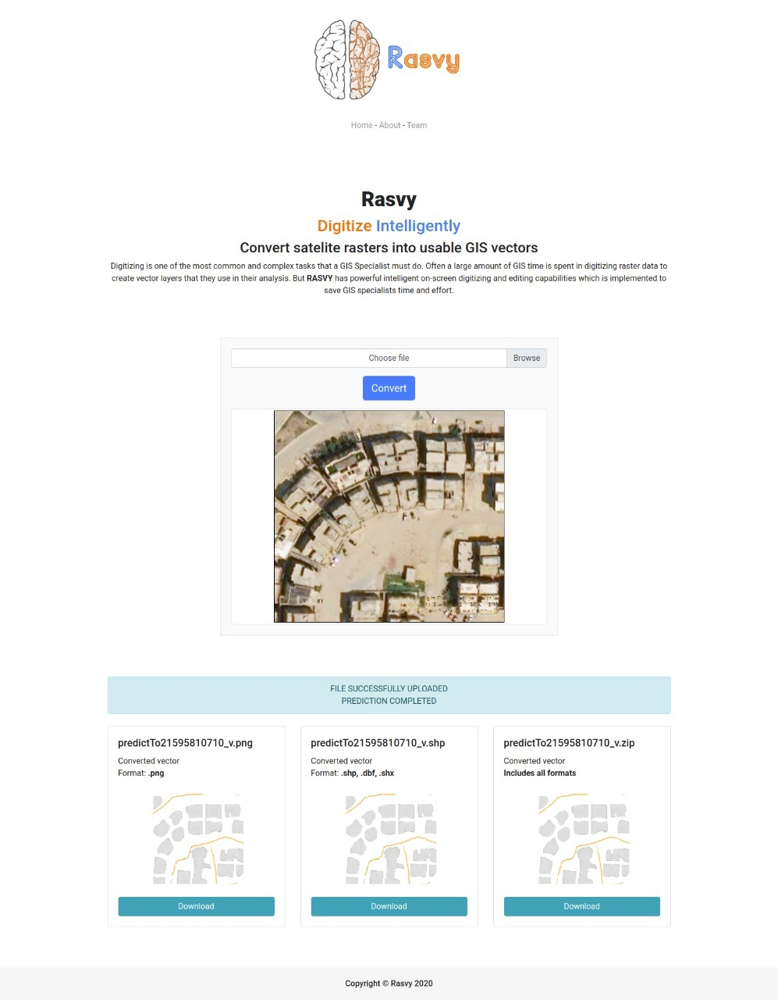 Rasvy
Home - About - Team
Rasvy
Digitize Intelligently
Convert satelite rasters into usable GIS vectors
Digitizing is one of the most common and complex tasks that a GIS Specialist must do. Often a large amount of GIS time is spent in digitizing raster data to
create vector layers that they use in their analysis. But RASVY has powerful intelligent on-screen digitizing and editing capabilities which is implemented to
save GIS specialists time and effort.
Choose file Browse
Convert
FILE SUCCESSFULLY UPLOADED
PREDICTION COMPLETED
predictTo21595810710_v.png
Converted vector
Format: .png
Download
predictTo21595810710_v.shp
Converted vector
Format: .shp, .dbf, .shx
Download
predictTo21595810710_v.zip
Converted vector
Includes all formats
Download
Copyright © Rasvy 2020